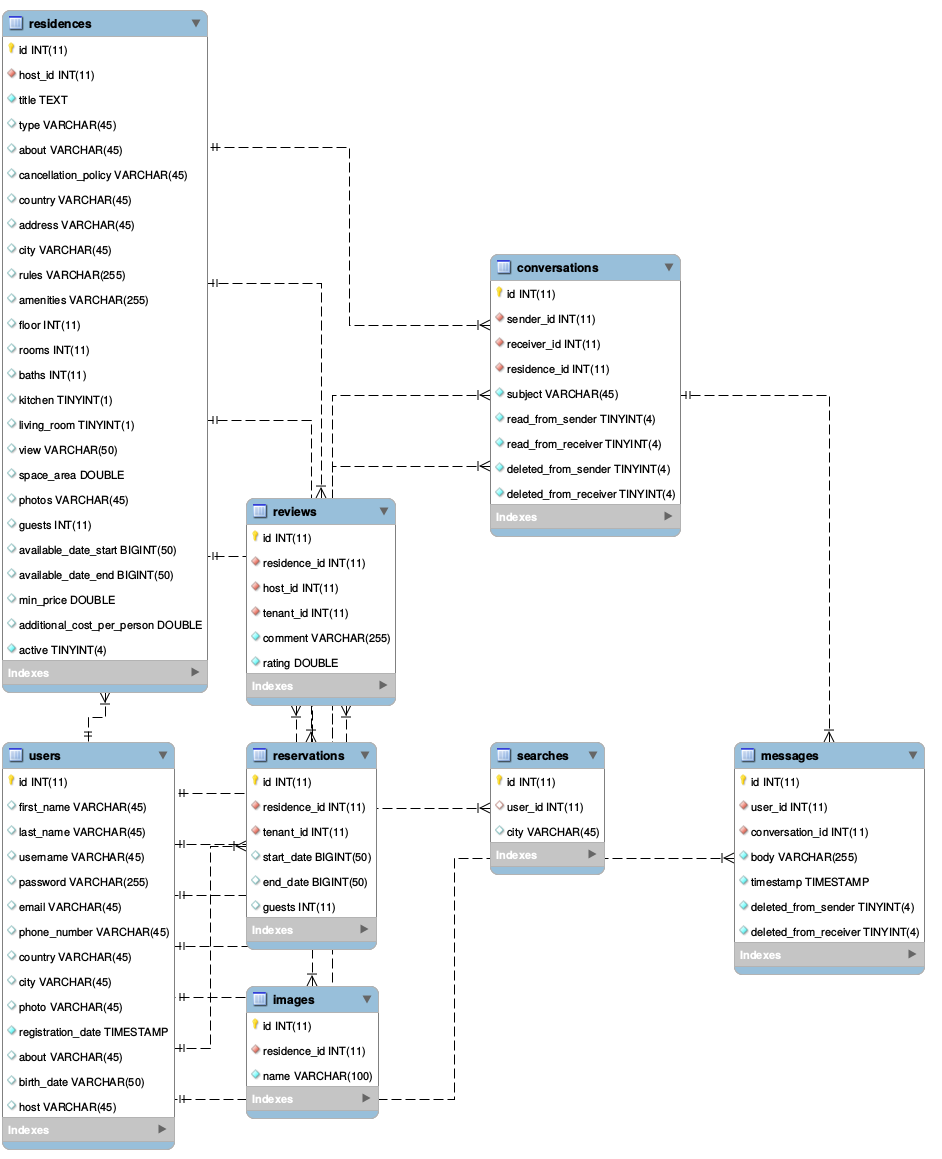 residences
id INT(11)
host_id INT(11)
title TEXT
type VARCHAR(45)
about VARCHAR(45)
cancellation_policy VARCHAR(45)
country VARCHAR(45)
address VARCHAR(45)
city VARCHAR(45)
rules VARCHAR(255)
amenities VARCHAR(255)
floor INT(11)
rooms INT(11)
baths INT(11)
kitchen TINYINT(1)
living_room TINYINT(1)
view VARCHAR(50)
space_area DOUBLE
photos VARCHAR(45)
guests INT(11)
available_date_start BIGINT(50)
available_date_end BIGINT(50)
min_price DOUBLE
additional_cost_per_person DOUBLE
active TINYINT(4)
Indexes
conversations
id INT(11)
sender_id INT(11)
receiver_id INT(11)
residence_id INT(11)
subject VARCHAR(45)
read_from_sender TINYINT(4)
read_from_receiver TINYINT(4)
deleted_from_sender TINYINT(4)
deleted_from_receiver TINYINT(4)
Indexes
reviews
id INT(11)
residence_id INT(11)
host_id INT(11)
tenant_id INT(11)
comment VARCHAR(255)
rating DOUBLE
Indexes
users
id INT(11)
first_name VARCHAR(45)
last_name VARCHAR(45)
username VARCHAR(45)
password VARCHAR(255)
email VARCHAR(45)
phone_number VARCHAR(45)
country VARCHAR(45)
city VARCHAR(45)
photo VARCHAR(45)
registration_date TIMESTAMP
about VARCHAR(45)
birth_date VARCHAR(50)
host VARCHAR(45)
Indexes
reservations
id INT(11)
residence_id INT(11)
tenant_id INT(11)
start_date BIGINT(50)
end_date BIGINT(50)
guests INT(11)
Indexes
searches
id INT(11)
user_id INT(11)
city VARCHAR(45)
Indexes
messages
id INT(11)
user_id INT(11)
conversation_id INT(11)
body VARCHAR(255)
timestamp TIMESTAMP
deleted_from_sender TINYINT(4)
deleted_from_receiver TINYINT(4)
Indexes
images
id INT(11)
residence_id INT(11)
name VARCHAR(100)
Indexes